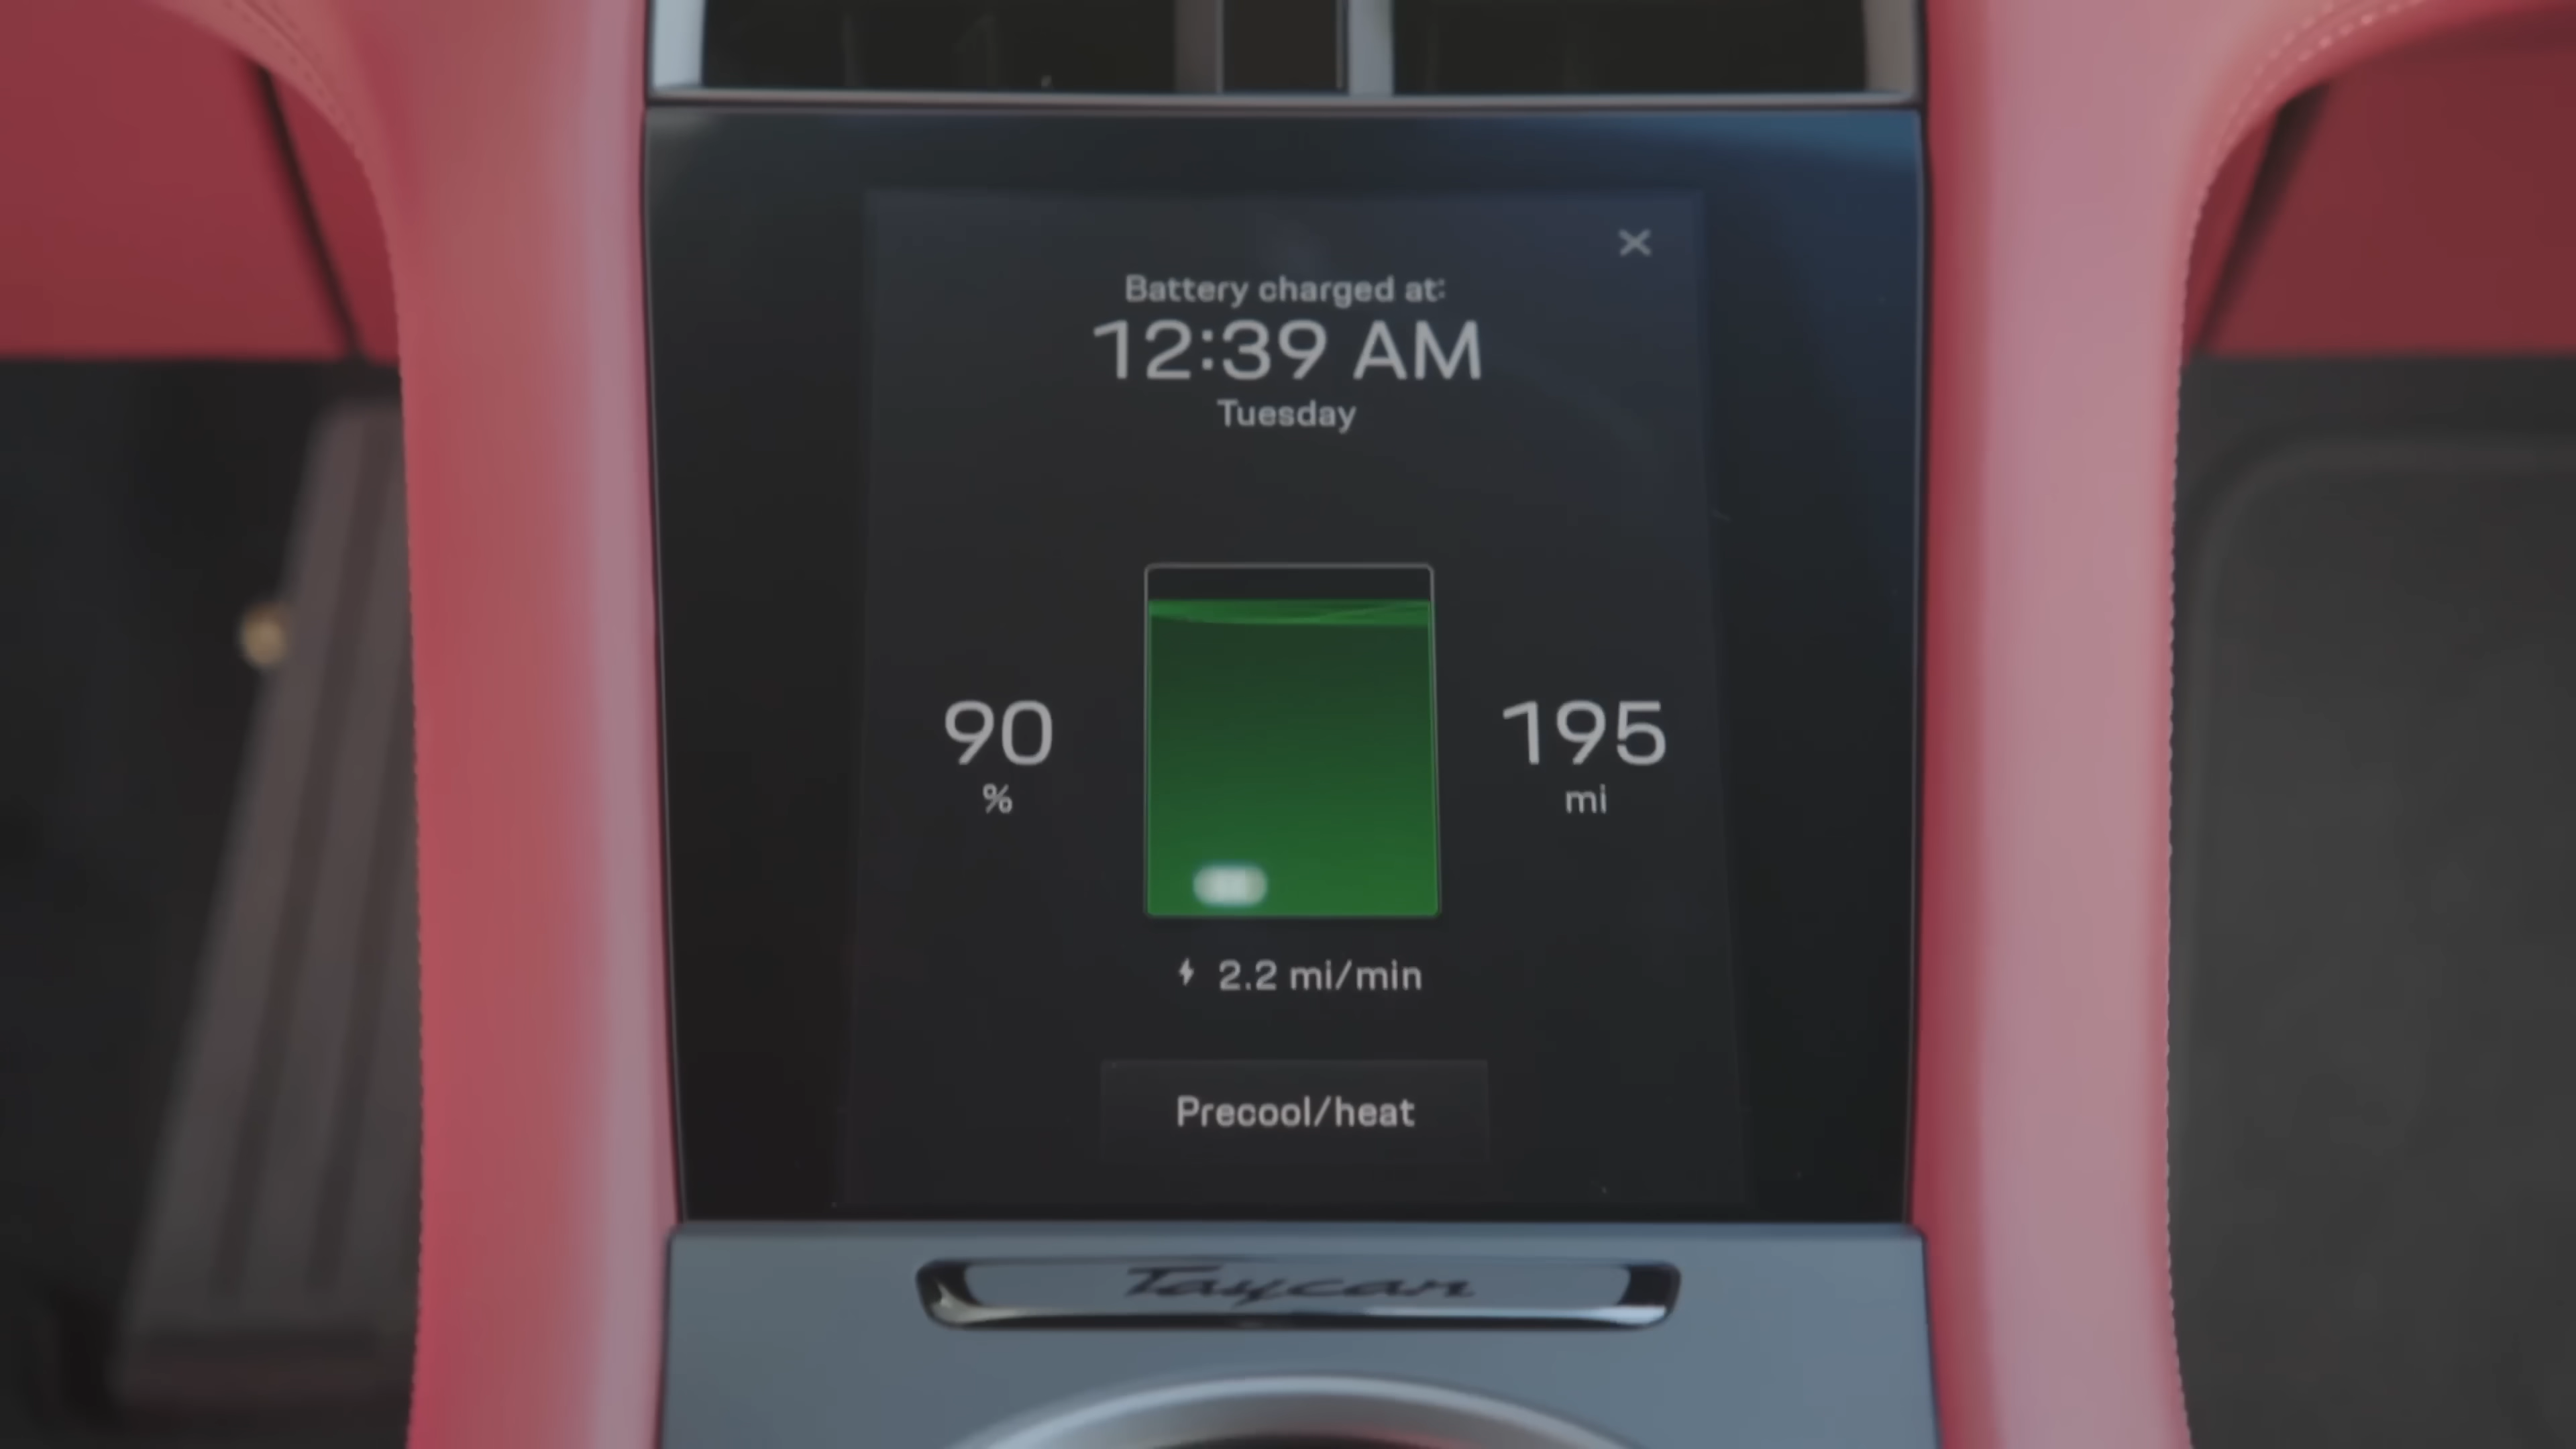 Battery charged at:
12:39 AM
Tuesday
90
%
195
mi
2.2 mi/min
Precool/heat
Taycan